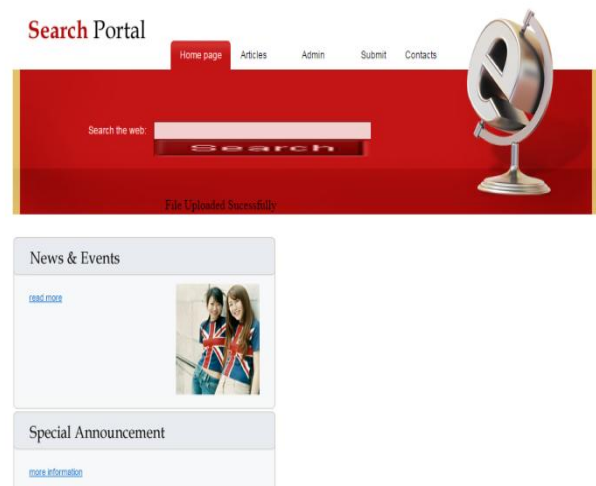 Search Portal
Home page Articles Admin Submit Contacts
Search the web:
Search
File Uploaded Sucessfully
News & Events
read more
Special Announcement
more information